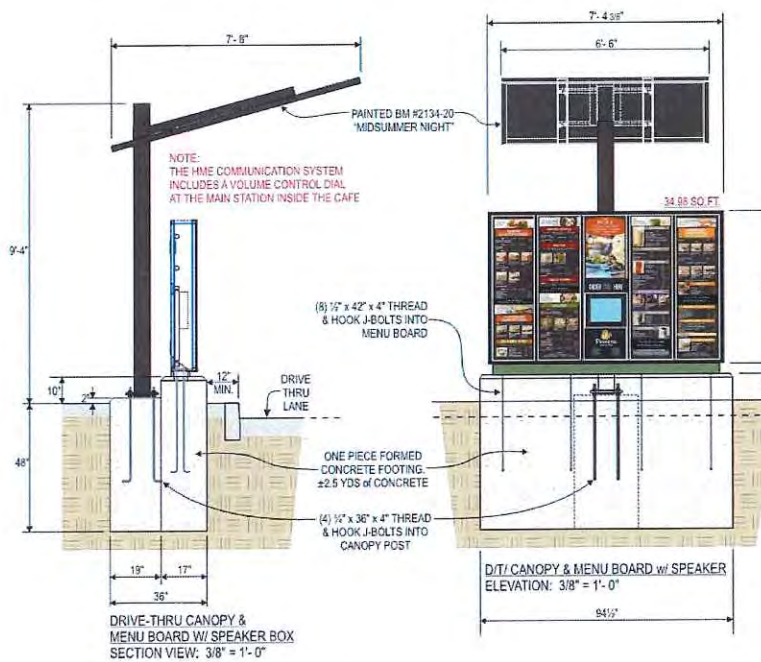 7'- 8"
7'- 4 3/8"
6'- 6"
PAINTED BM #2134-20
"MIDSUMMER NIGHT"
NOTE:
THE HME COMMUNICATION SYSTEM
INCLUDES A VOLUME CONTROL DIAL
AT THE MAIN STATION INSIDE THE CAFE
34.98 SQ.FT.
9'-4"
ORDER HERE
(8) ½" x 42" x 4" THREAD
& HOOK J-BOLTS INTO
MENU BOARD
10"
2"
12"
MIN.
DRIVE
THRU
LANE
48"
ONE PIECE FORMED
CONCRETE FOOTING.
±2.5 YDS of CONCRETE
(4) ¾" x 36" x 4" THREAD
& HOOK J-BOLTS INTO
CANOPY POST
19"
17"
36"
D/T/ CANOPY & MENU BOARD w/ SPEAKER
ELEVATION: 3/8" = 1'- 0"
94½"
DRIVE-THRU CANOPY &
MENU BOARD W/ SPEAKER BOX
SECTION VIEW: 3/8" = 1'- 0"